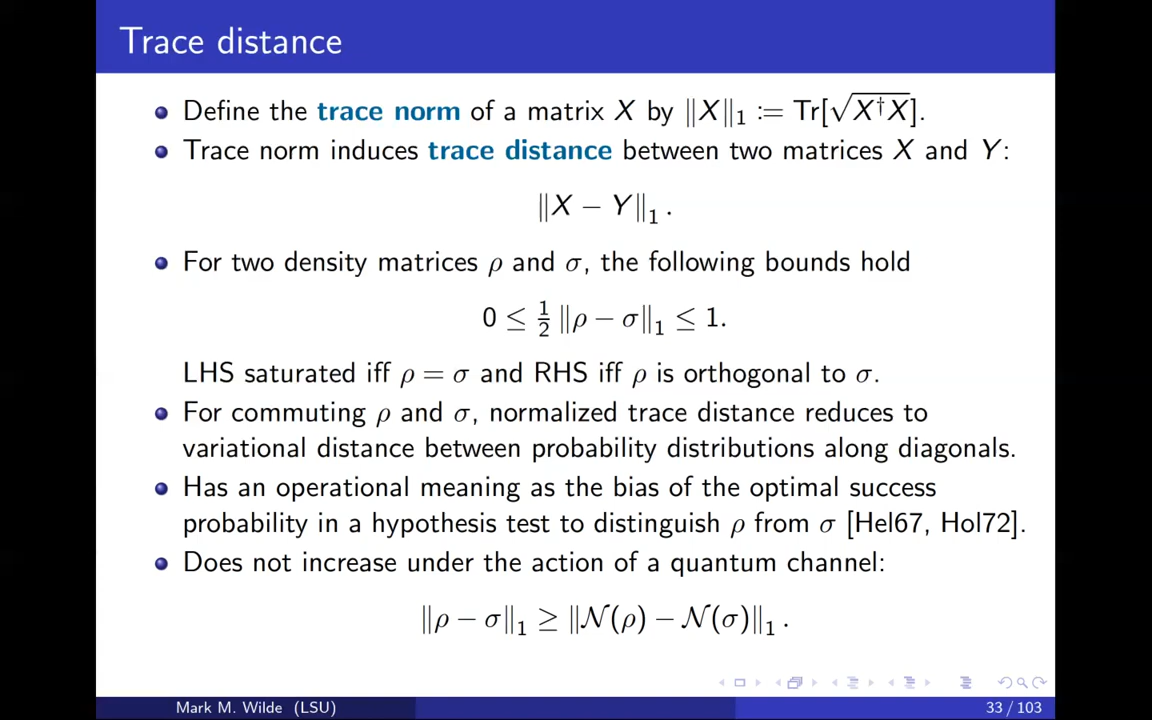 Trace distance
Define the trace norm of a matrix X by ‖X‖₁ := Tr[√X†X].
Trace norm induces trace distance between two matrices X and Y:
‖X − Y‖₁ .
For two density matrices ρ and σ, the following bounds hold
0 ≤ ½ ‖ρ − σ‖₁ ≤ 1.
LHS saturated iff ρ = σ and RHS iff ρ is orthogonal to σ.
For commuting ρ and σ, normalized trace distance reduces to
variational distance between probability distributions along diagonals.
Has an operational meaning as the bias of the optimal success
probability in a hypothesis test to distinguish ρ from σ [Hel67, Hol72].
Does not increase under the action of a quantum channel:
‖ρ − σ‖₁ ≥ ‖𝒩(ρ) − 𝒩(σ)‖₁ .
Mark M. Wilde (LSU)
33 / 103